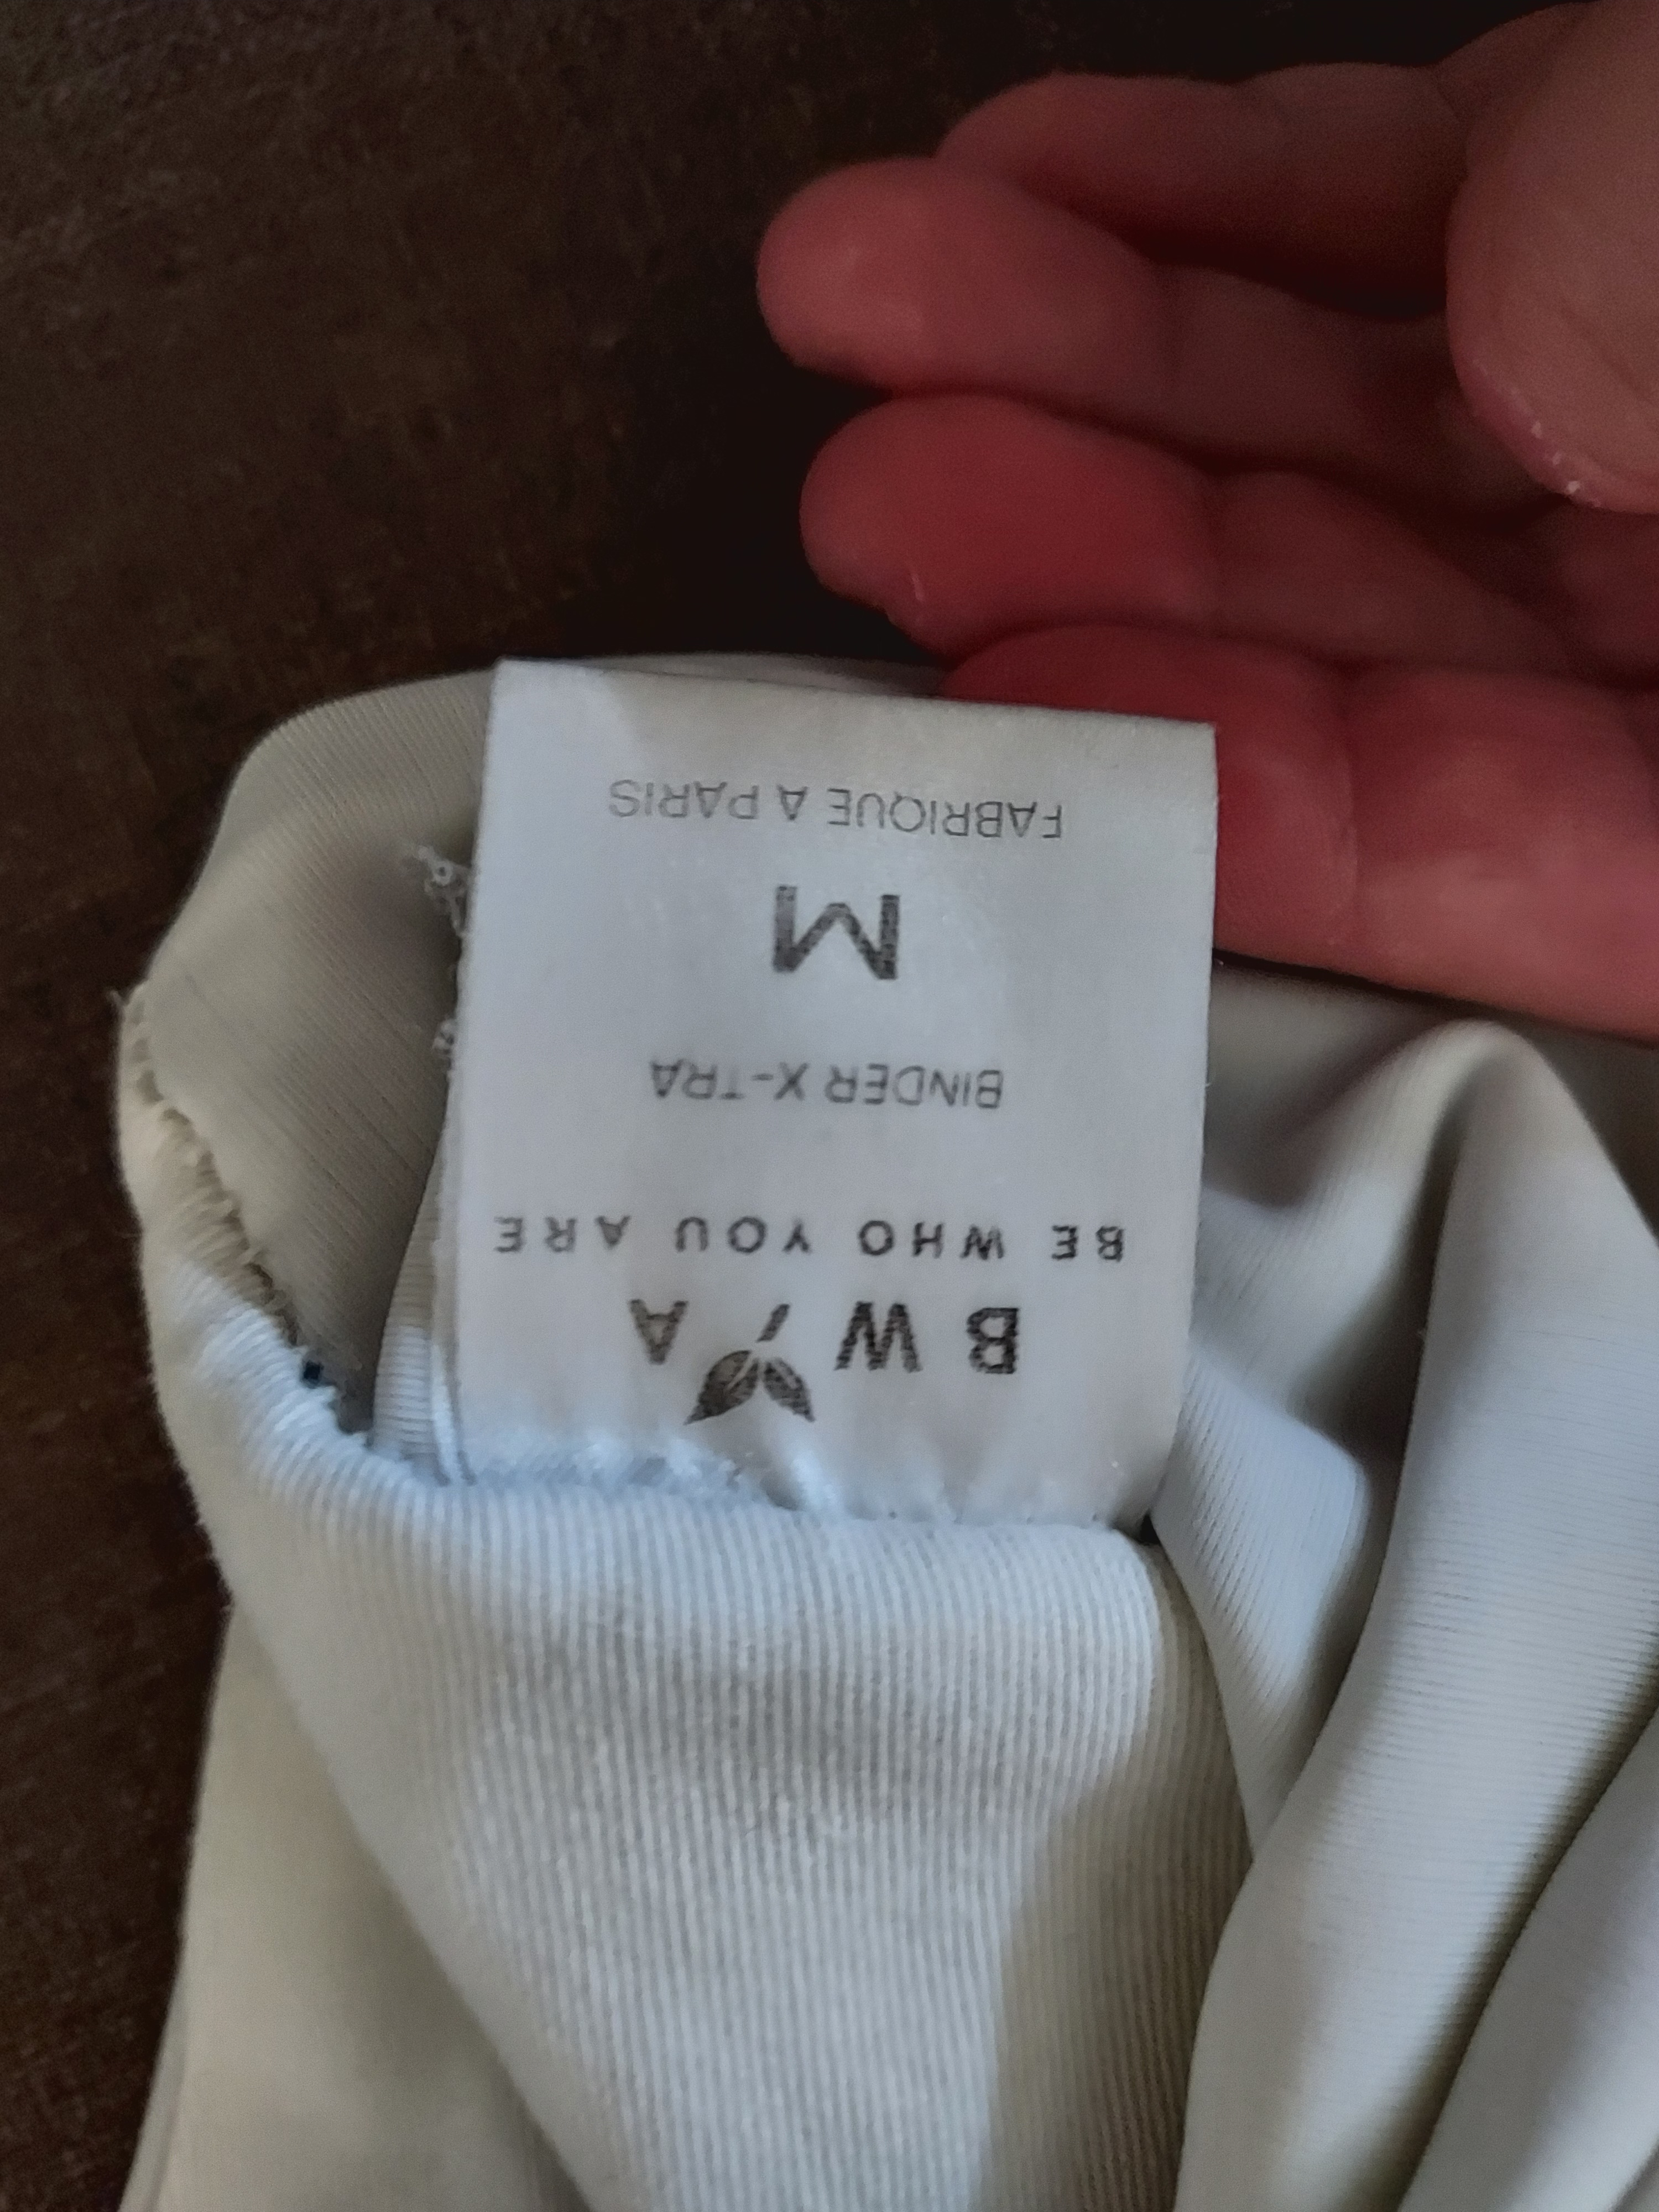 BWYA
BE WHO YOU ARE
BINDER X-TRA
M
FABRIQUE A PARIS